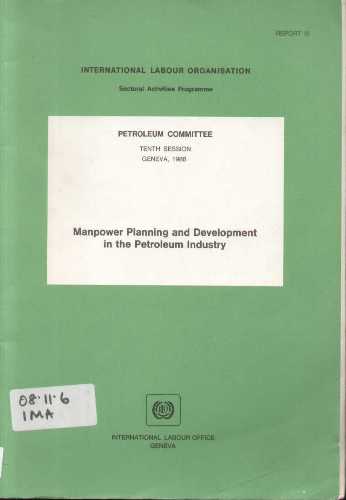 REPORT III
INTERNATIONAL LABOUR ORGANISATION
Sectoral Activities Programme
PETROLEUM COMMITTEE
TENTH SESSION
GENEVA, 1986
Manpower Planning and Development
in the Petroleum Industry
08·11·6
IMA
INTERNATIONAL LABOUR OFFICE
GENEVA